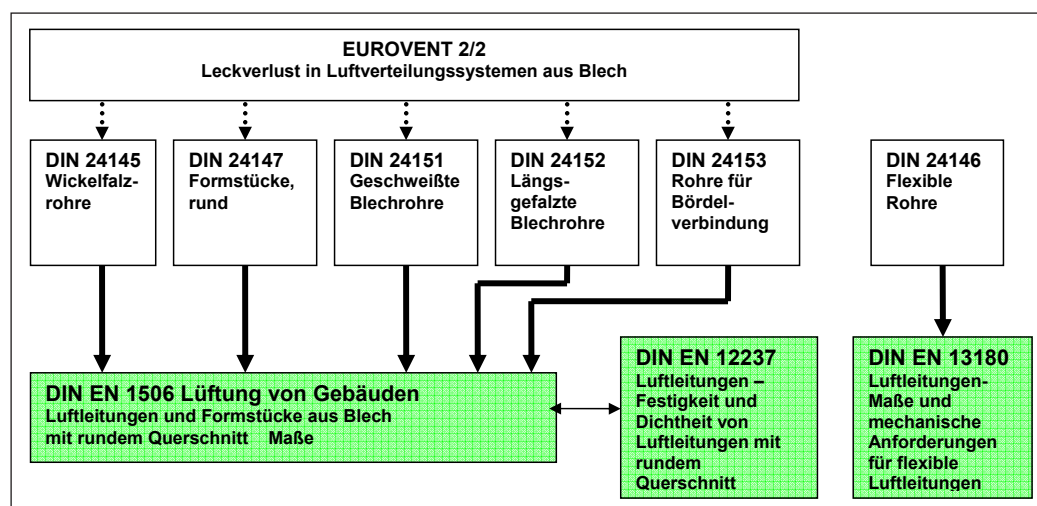 EUROVENT 2/2
Leckverlust in Luftverteilungssystemen aus Blech
DIN 24145
Wickelfalz-
rohre
DIN 24147
Formstücke,
rund
DIN 24151
Geschweißte
Blechrohre
DIN 24152
Längs-
gefalzte
Blechrohre
DIN 24153
Rohre für
Bördel-
verbindung
DIN 24146
Flexible
Rohre
DIN EN 1506 Lüftung von Gebäuden
Luftleitungen und Formstücke aus Blech
mit rundem Querschnitt Maße
DIN EN 12237
Luftleitungen –
Festigkeit und
Dichtheit von
Luftleitungen mit
rundem
Querschnitt
DIN EN 13180
Luftleitungen-
Maße und
mechanische
Anforderungen
für flexible
Luftleitungen